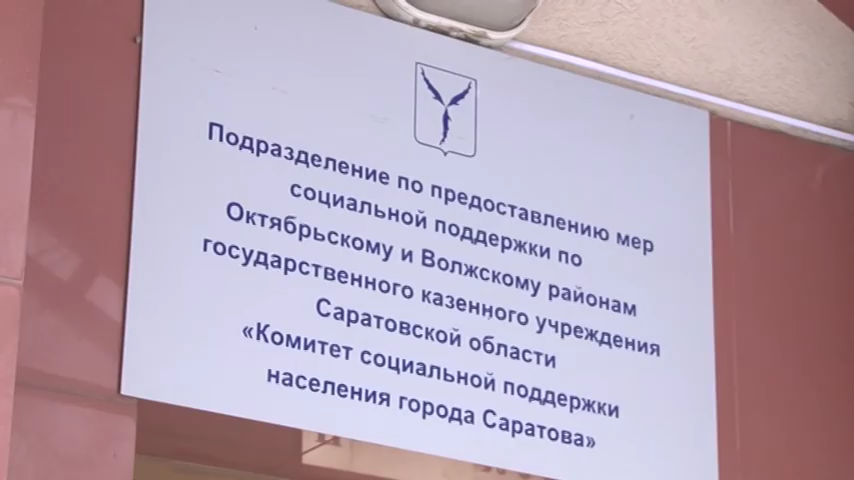 Подразделение по предоставлению мер
социальной поддержки по
Октябрьскому и Волжскому районам
государственного казенного учреждения
Саратовской области
«Комитет социальной поддержки
населения города Саратова»